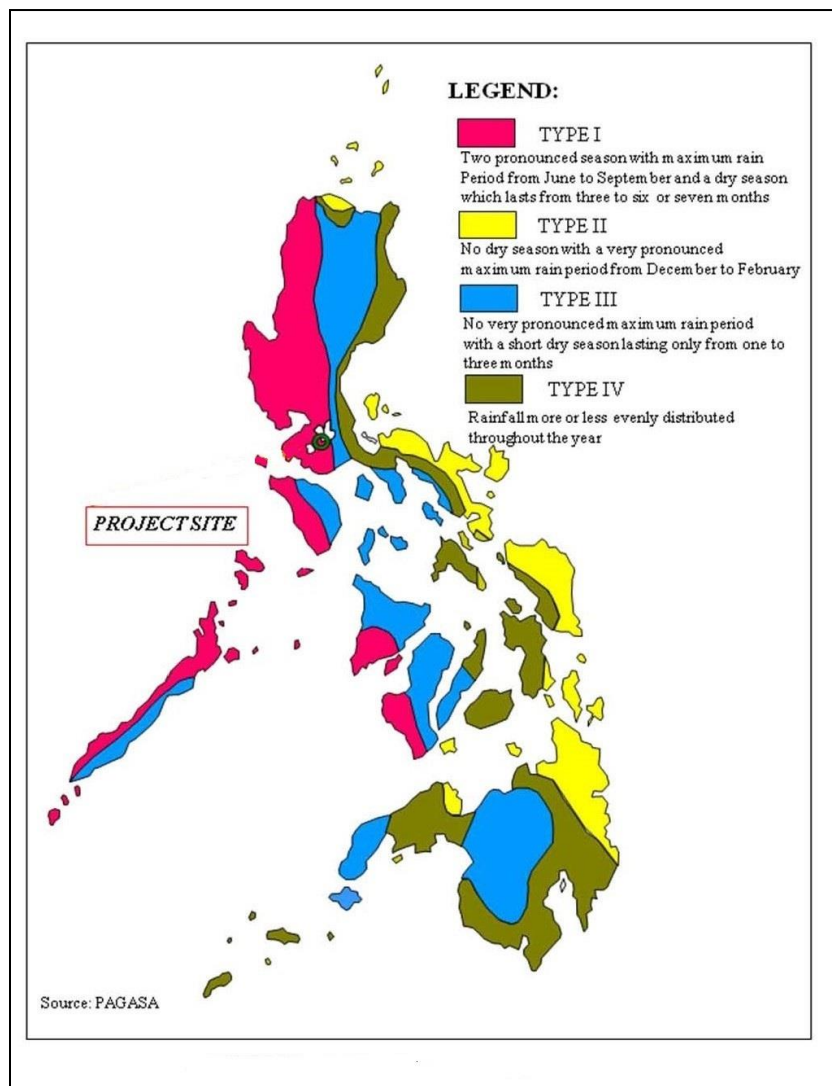 LEGEND:
TYPE I
Two pronounced season with maximum rain
Period from June to September and a dry season
which lasts from three to six or seven months
TYPE II
No dry season with a very pronounced
maximum rain period from December to February
TYPE III
No very pronounced maximum rain period
with a short dry season lasting only from one to
three months
TYPE IV
Rainfall more or less evenly distributed
throughout the year
PROJECT SITE
Source: PAGASA